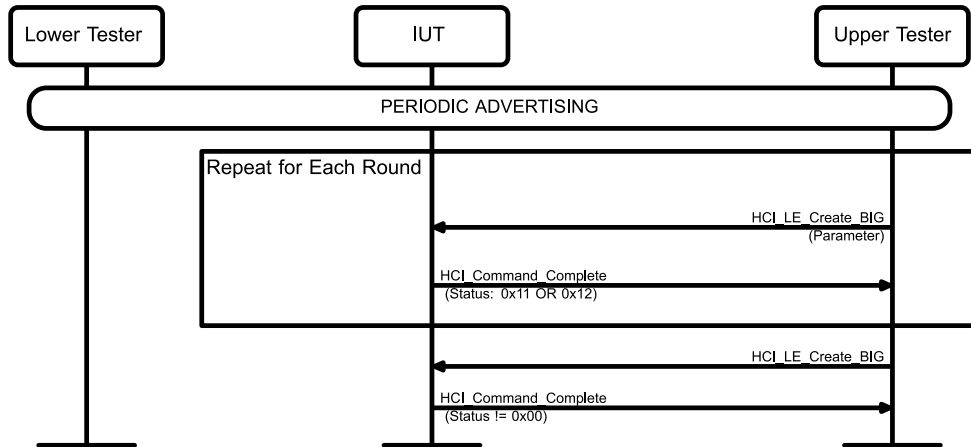 Lower Tester
IUT
Upper Tester
PERIODIC ADVERTISING
Repeat for Each Round
HCI_LE_Create_BIG
(Parameter)
HCI_Command_Complete
(Status: 0x11 OR 0x12)
HCI_LE_Create_BIG
HCI_Command_Complete
(Status != 0x00)